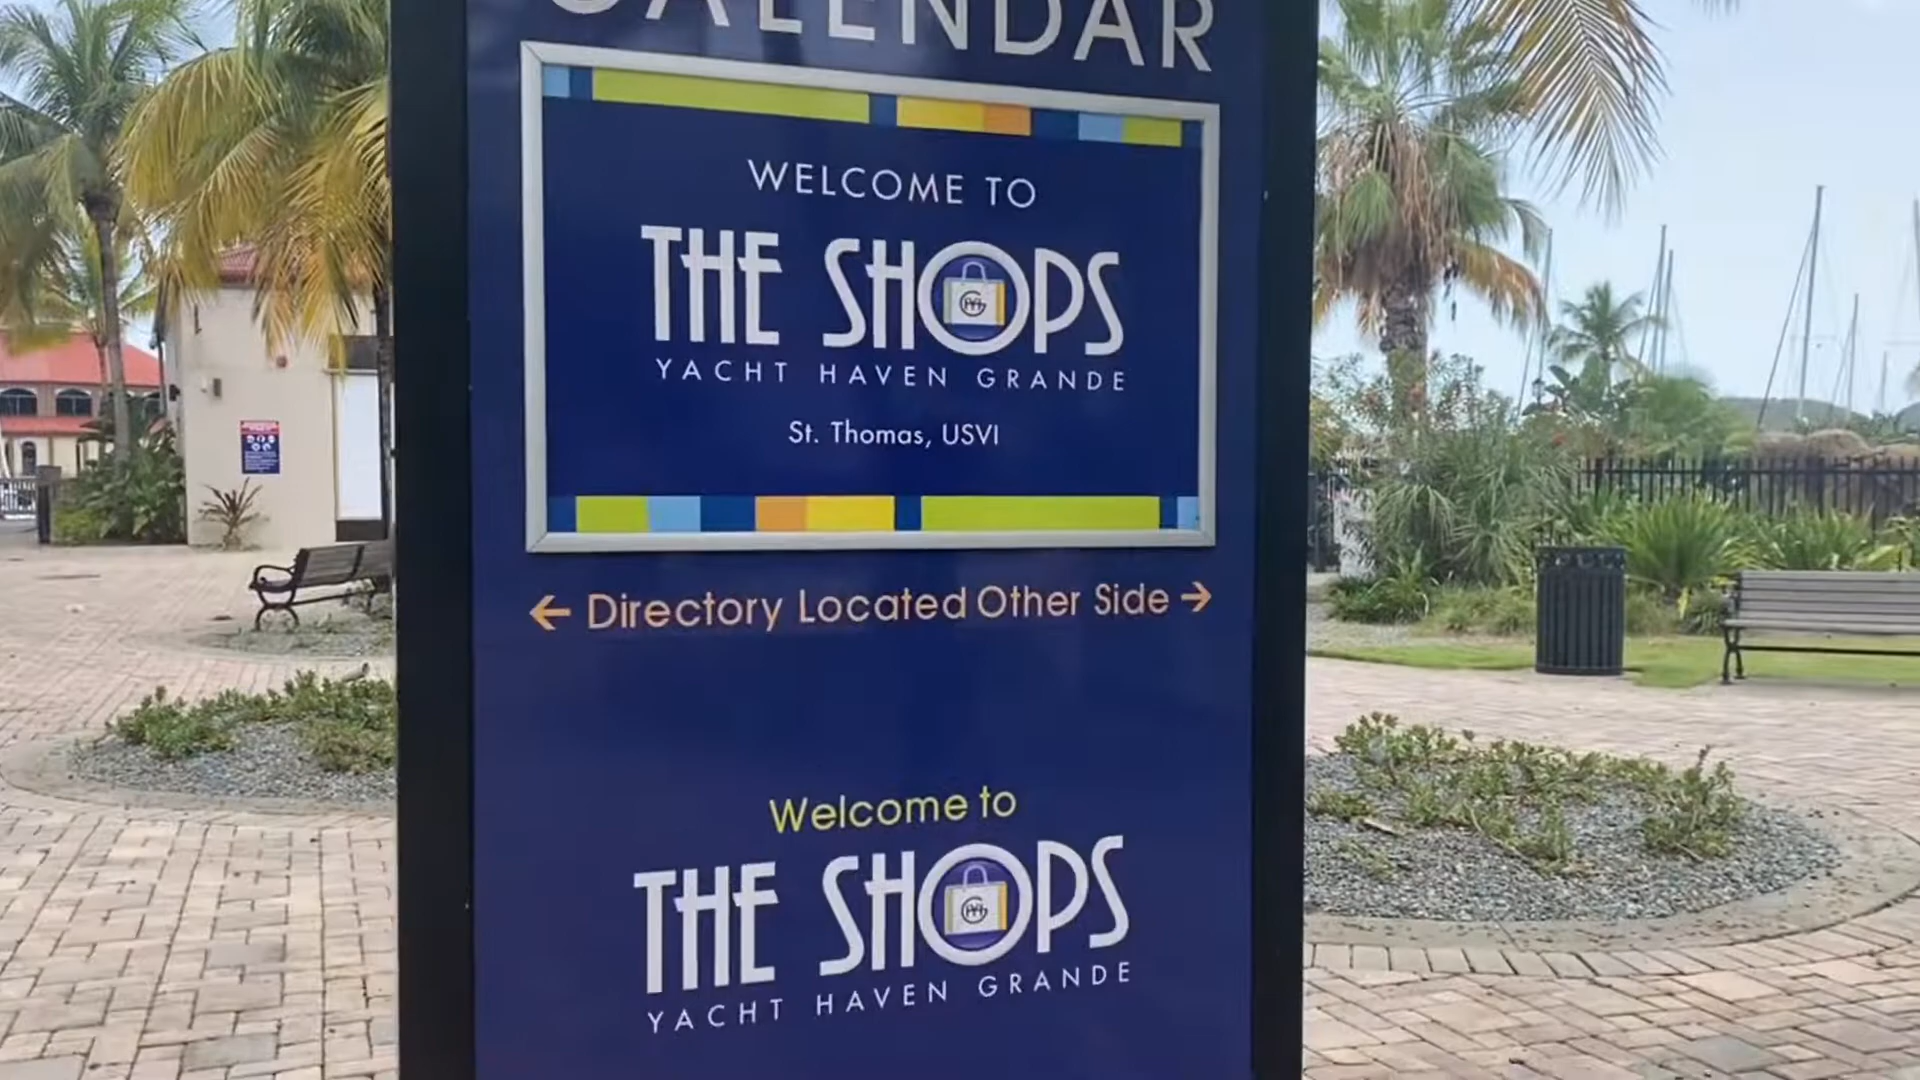 CALENDAR
WELCOME TO
THE SHOPS
YACHT HAVEN GRANDE
St. Thomas, USVI
← Directory Located Other Side →
Welcome to
THE SHOPS
YACHT HAVEN GRANDE